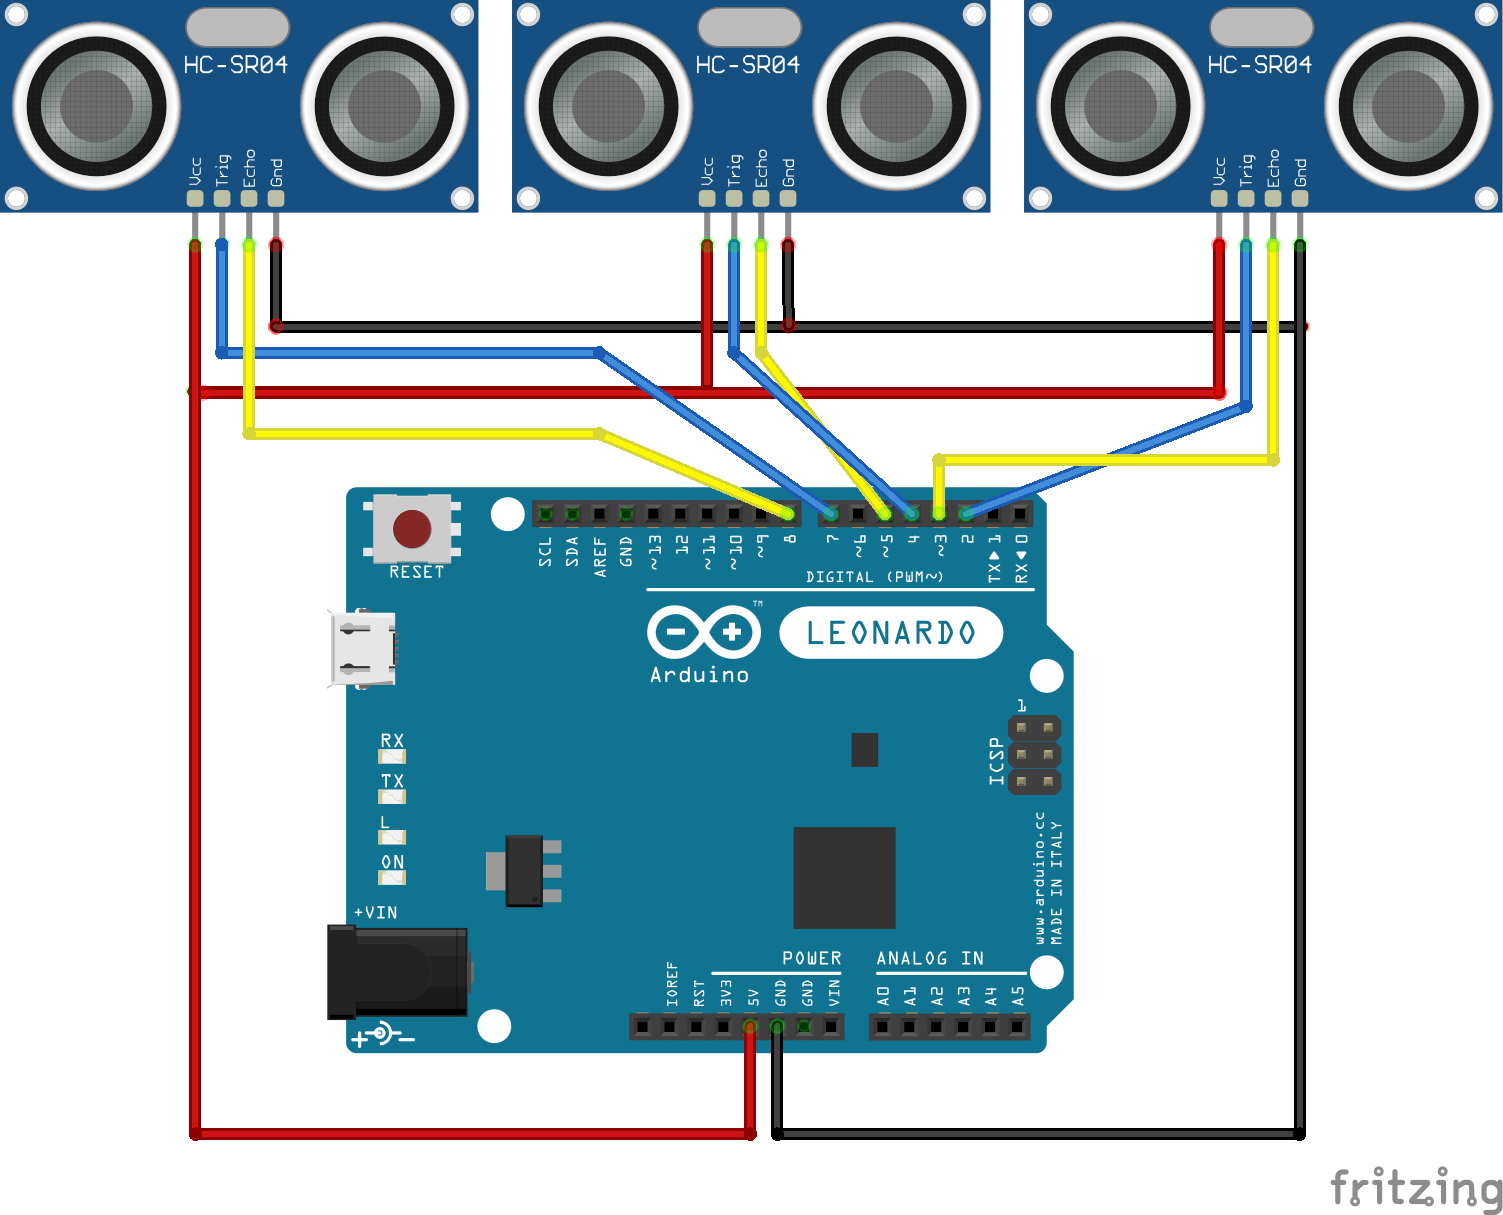 HC-SR04
Vcc
Trig
Echo
Gnd
HC-SR04
Vcc
Trig
Echo
Gnd
HC-SR04
Vcc
Trig
Echo
Gnd
RESET
SCL
SDA
AREF
GND
~13
12
~11
~10
~9
8
7
~6
~5
4
~3
2
TX▶1
RX◀0
DIGITAL (PWM~)
TM
LEONARDO
Arduino
1
ICSP
RX
TX
L
ON
+VIN
www.arduino.cc
MADE IN ITALY
POWER
ANALOG IN
IOREF
RST
3V3
5V
GND
GND
VIN
A0
A1
A2
A3
A4
A5
fritzing